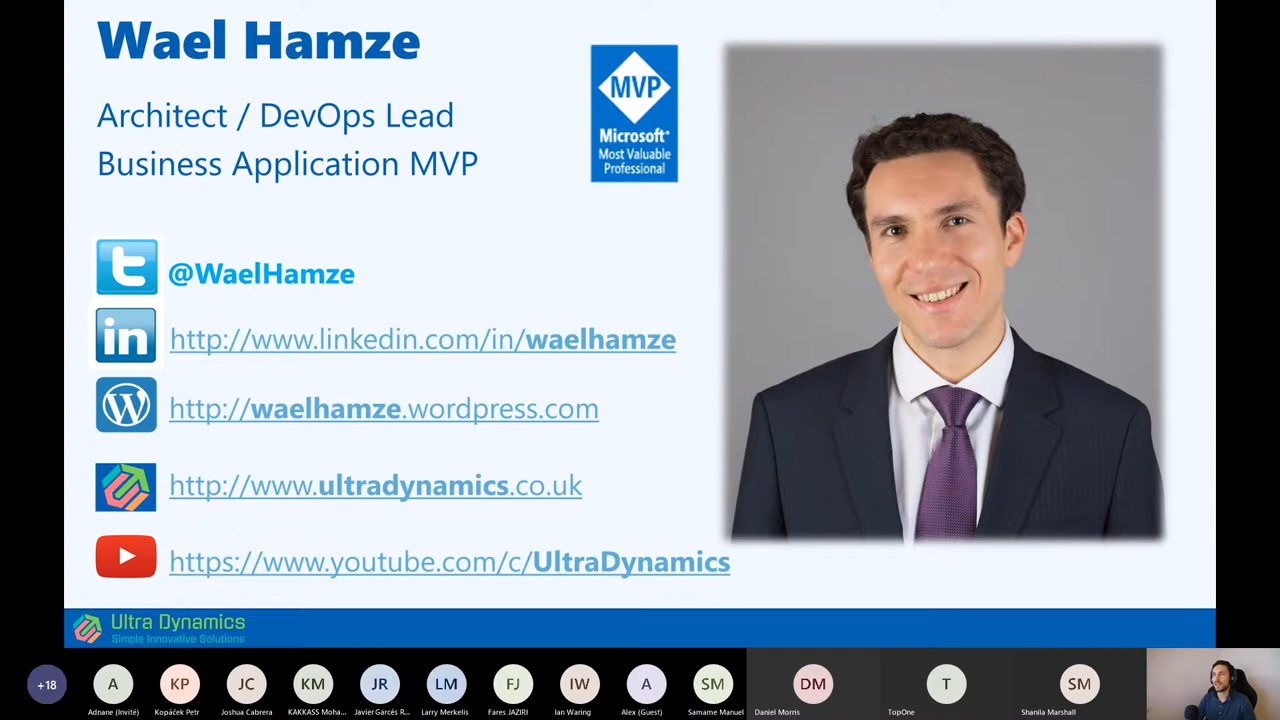 Wael Hamze
Architect / DevOps Lead
Business Application MVP
MVP
Microsoft®
Most Valuable
Professional
@WaelHamze
in
http://www.linkedin.com/in/waelhamze
http://waelhamze.wordpress.com
http://www.ultradynamics.co.uk
https://www.youtube.com/c/UltraDynamics
Ultra Dynamics
Simple Innovative Solutions
+18
A
KP
JC
KM
JR
LM
FJ
IW
A
SM
DM
T
SM
Adnane (Invité)
Kopáček Petr
Joshua Cabrera
KAKKASS Moha...
Javier Garcés R...
Larry Merkelis
Fares JAZIRI
Ian Waring
Alex (Guest)
Samame Manuel
Daniel Morris
TopOne
Shanila Marshall